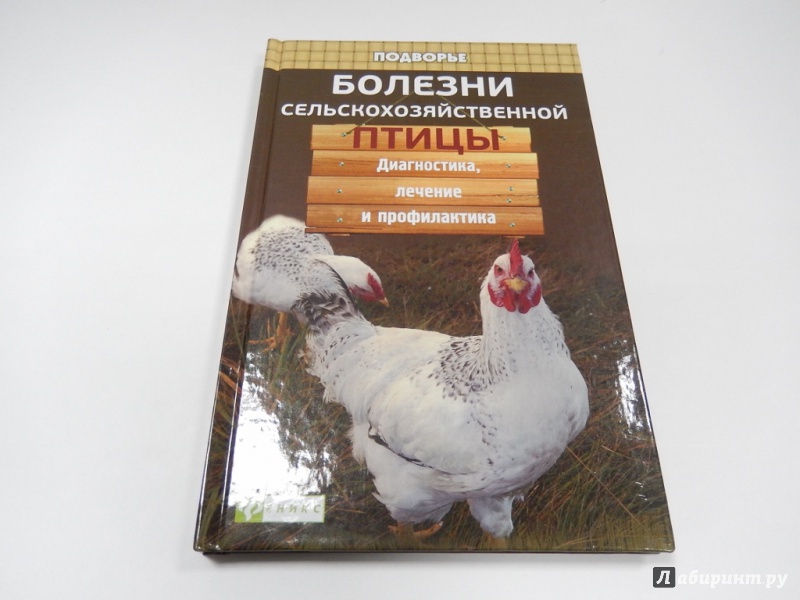 ПОДВОРЬЕ
БОЛЕЗНИ
СЕЛЬСКОХОЗЯЙСТВЕННОЙ
ПТИЦЫ
Диагностика,
лечение
и профилактика
Феникс
Лабиринт.ру